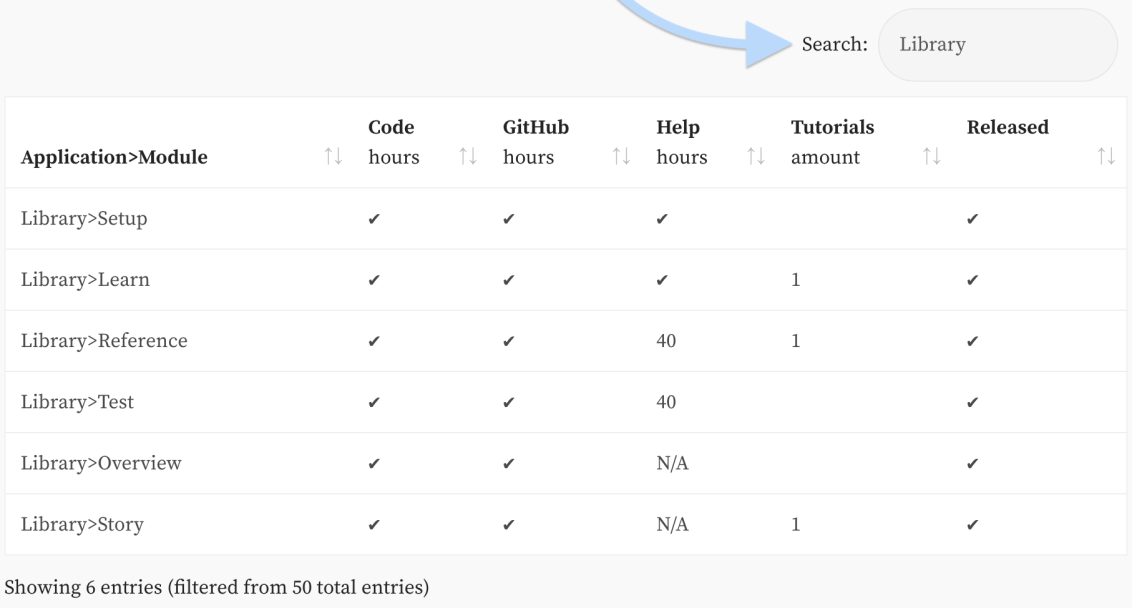 Search: Library
Code GitHub Help Tutorials Released
Application>Module ↑↓ hours ↑↓ hours ↑↓ hours ↑↓ amount ↑↓ ↑↓
Library>Setup ✔ ✔ ✔ ✔
Library>Learn ✔ ✔ ✔ 1 ✔
Library>Reference ✔ ✔ 40 1 ✔
Library>Test ✔ ✔ 40 ✔
Library>Overview ✔ ✔ N/A ✔
Library>Story ✔ ✔ N/A 1 ✔
Showing 6 entries (filtered from 50 total entries)